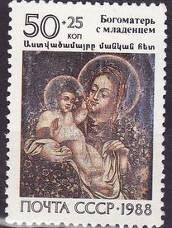 50+25
КОП
Богоматерь
с младенцем
Աստվածամայրը մանկան հետ
ПОЧТА СССР•1988